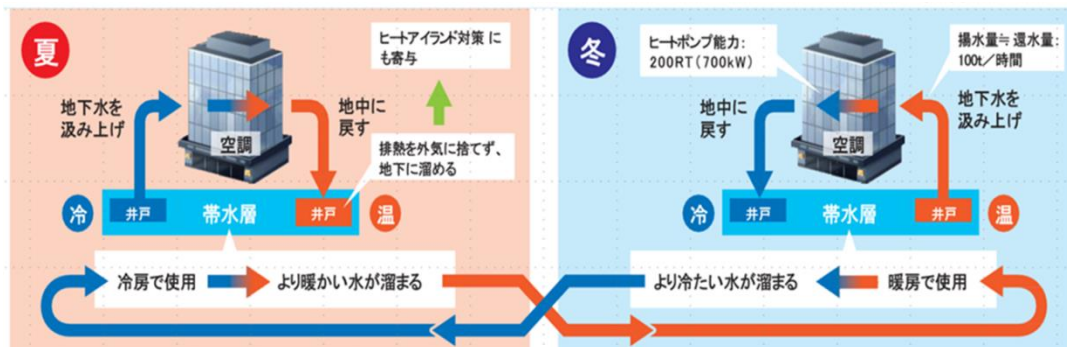 夏
ヒートアイランド対策 に
も寄与
地下水を
汲み上げ
空調
地中に
戻す
排熱を外気に捨てず、
地下に溜める
冷
井戸
帯水層
井戸
温
冷房で使用
より暖かい水が溜まる
冬
ヒートポンプ能力：
200RT（700kW）
揚水量≒還水量：
100t／時間
地中に
戻す
空調
地下水を
汲み上げ
冷
井戸
帯水層
井戸
温
より冷たい水が溜まる
暖房で使用